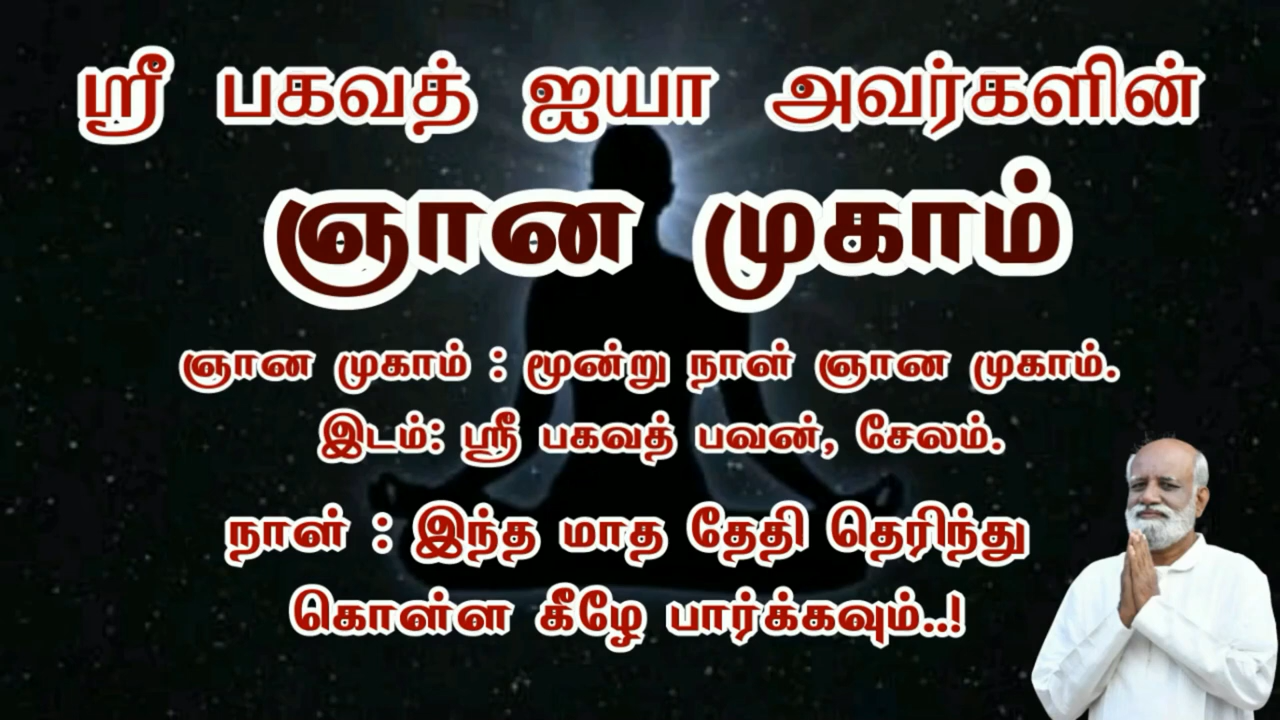 ஸ்ரீ பகவத் ஐயா அவர்களின்
ஞான முகாம்
ஞான முகாம் : மூன்று நாள் ஞான முகாம்.
இடம்: ஸ்ரீ பகவத் பவன், சேலம்.
நாள் : இந்த மாத தேதி தெரிந்து
கொள்ள கீழே பார்க்கவும்..!